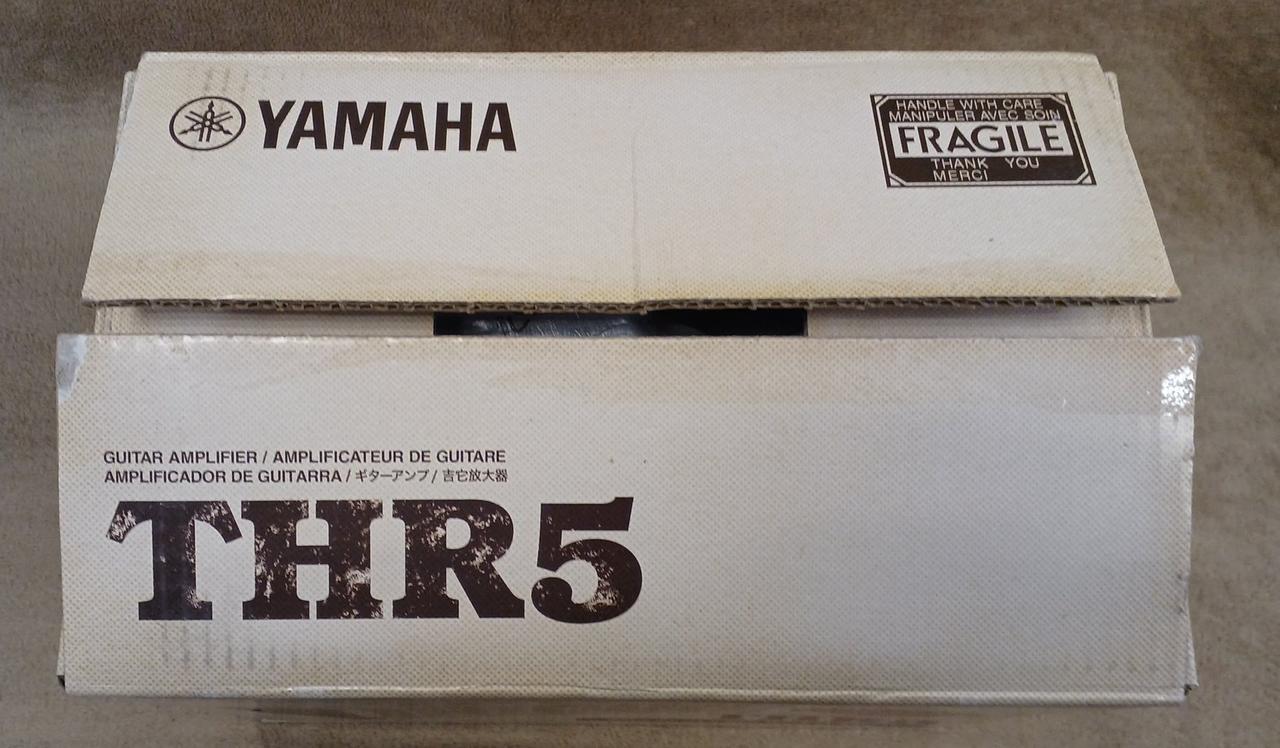 YAMAHA
HANDLE WITH CARE
MANIPULER AVEC SOIN
FRAGILE
THANK YOU
MERCI
GUITAR AMPLIFIER / AMPLIFICATEUR DE GUITARE
AMPLIFICADOR DE GUITARRA / ギターアンプ / 吉它放大器
THR5